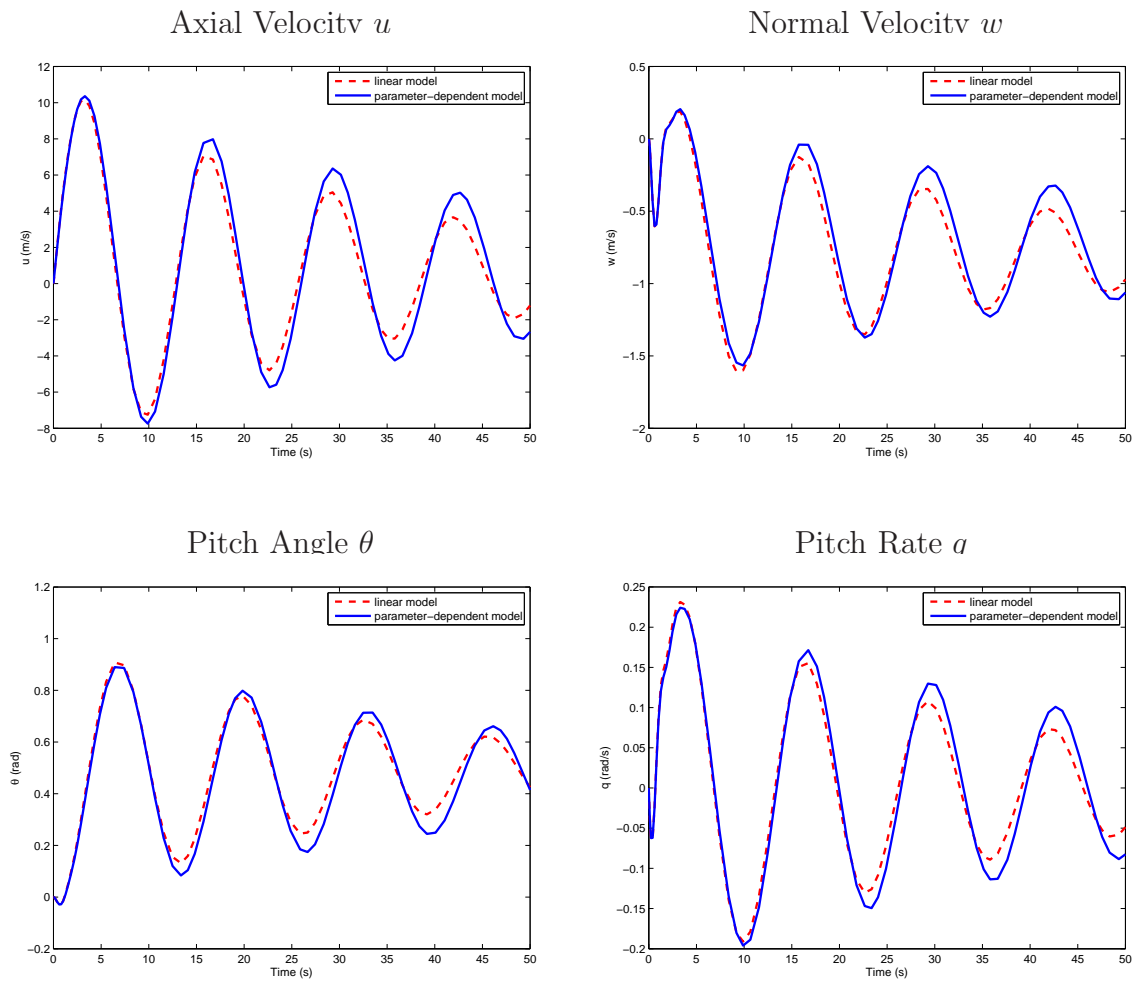 Axial Velocity u
12
10
8
6
4
2
0
−2
−4
−6
−8
u (m/s)
0 5 10 15 20 25 30 35 40 45 50
Time (s)
linear model
parameter−dependent model
Normal Velocity w
0.5
0
−0.5
−1
−1.5
−2
w (m/s)
0 5 10 15 20 25 30 35 40 45 50
Time (s)
linear model
parameter−dependent model
Pitch Angle θ
1.2
1
0.8
0.6
0.4
0.2
0
−0.2
θ (rad)
0 5 10 15 20 25 30 35 40 45 50
Time (s)
linear model
parameter−dependent model
Pitch Rate q
0.25
0.2
0.15
0.1
0.05
0
−0.05
−0.1
−0.15
−0.2
q (rad/s)
0 5 10 15 20 25 30 35 40 45 50
Time (s)
linear model
parameter−dependent model